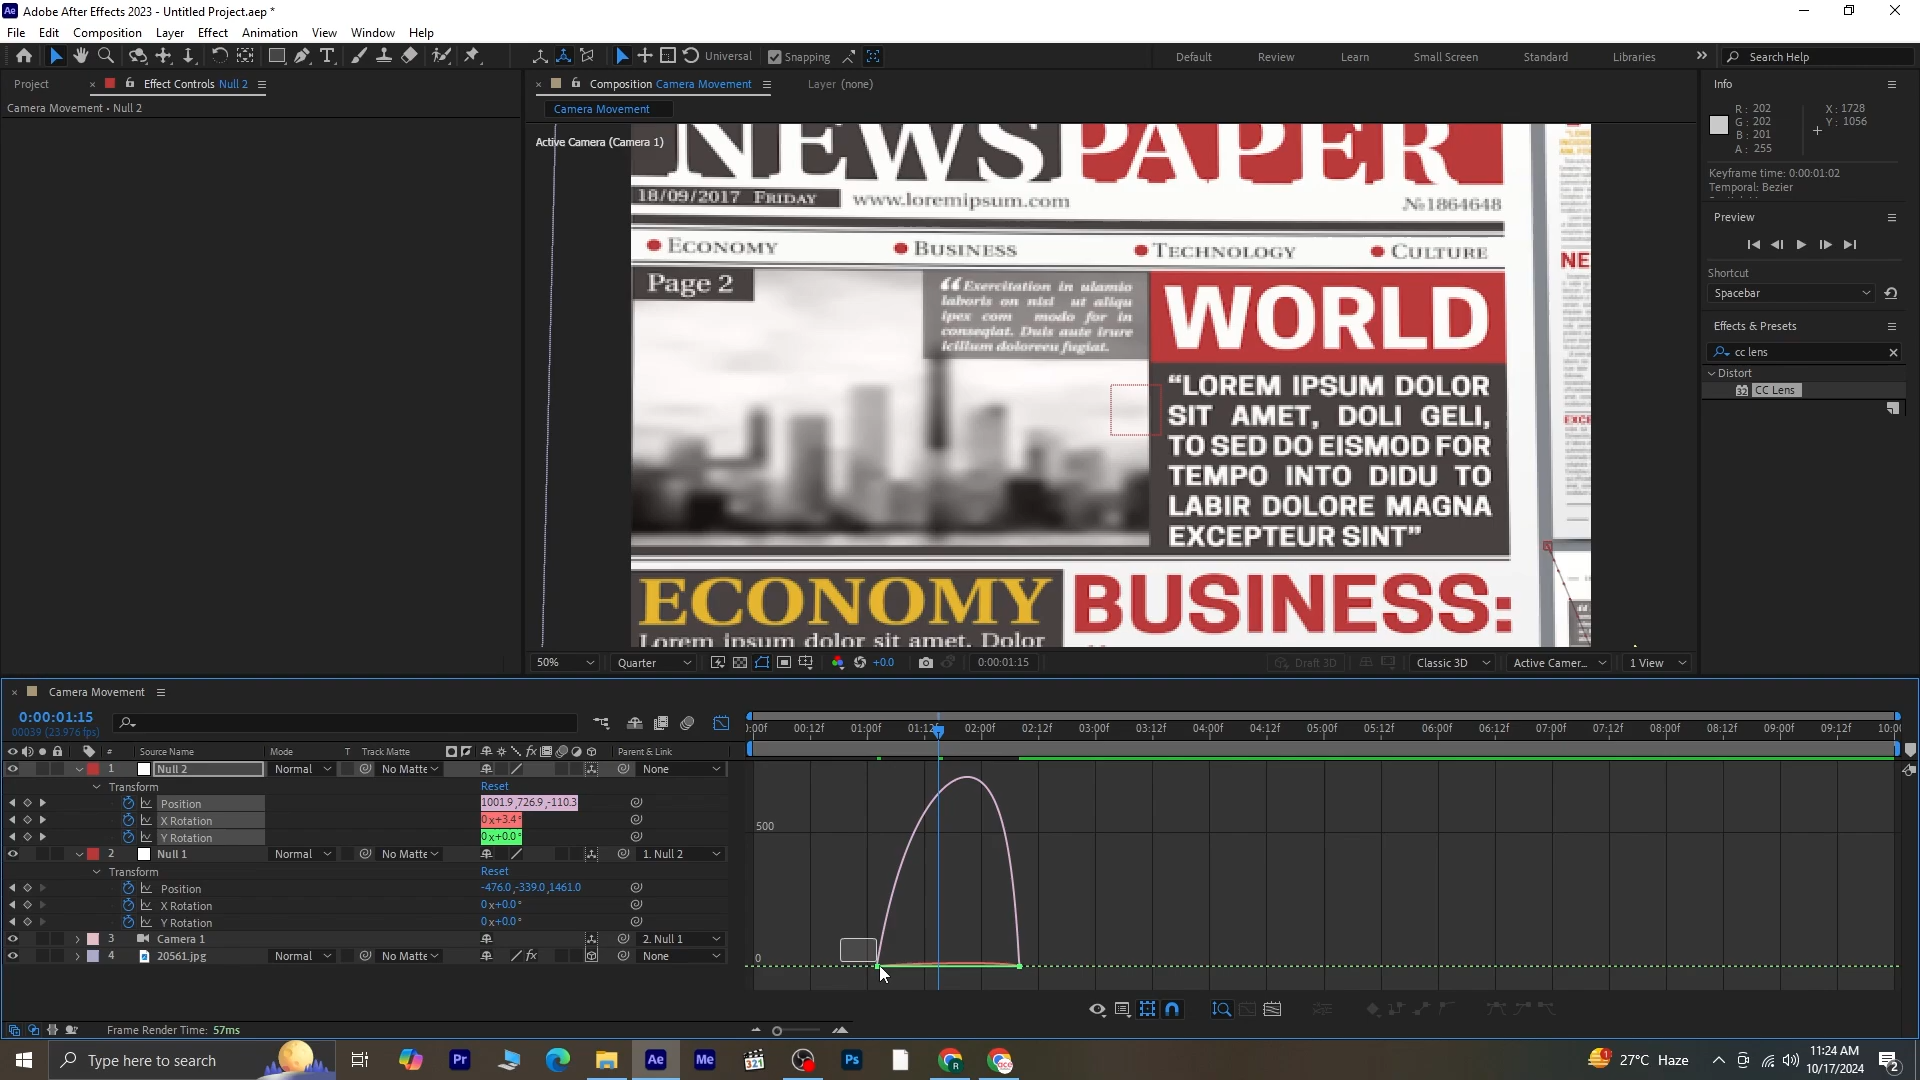 Adobe After Effects 2023 - Untitled Project.aep *
File Edit Composition Layer Effect Animation View Window Help
Universal Snapping Default Review Learn Small Screen Standard Libraries Search Help
Project Effect Controls Null 2
Camera Movement • Null 2
Composition Camera Movement Layer (none)
Camera Movement
Active Camera (Camera 1)
NEWSPAPER
18/09/2017 FRIDAY www.loremipsum.com №1864648
ECONOMY BUSINESS TECHNOLOGY CULTURE
Page 2
“Exercitation in ulamio
laboris on nisl ut aliqu
ipex com modo for in
conseqiat. Duis aute irure
icillum doloreeu fugiat.
WORLD
“LOREM IPSUM DOLOR
SIT AMET, DOLI GELI,
TO SED DO EISMOD FOR
TEMPO INTO DIDU TO
LABIR DOLORE MAGNA
EXCEPTEUR SINT”
NE
ECONOMY BUSINESS:
Lorem ipsum dolor sit amet. Dolor
50% Quarter +0.0 0:00:01:15 Draft 3D Classic 3D Active Camer... 1 View
Info
R: 202 X: 1728
G: 202 Y: 1056
B: 201
A: 255
Keyframe time: 0:00:01:02
Temporal: Bezier
Preview
Shortcut
Spacebar
Effects & Presets
cc lens
Distort
CC Lens
Camera Movement
0:00:01:15
00039 (23.976 fps)
# Source Name Mode T Track Matte Parent & Link
:00f 00:12f 01:00f 01:12f 02:00f 02:12f 03:00f 03:12f 04:00f 04:12f 05:00f 05:12f 06:00f 06:12f 07:00f 07:12f 08:00f 08:12f 09:00f 09:12f 10:00
1 Null 2 Normal No Matte None
Transform Reset
Position 1001.9,726.9,-110.3
X Rotation 0x+3.4°
Y Rotation 0x+0.0°
2 Null 1 Normal No Matte 1. Null 2
Transform Reset
Position -476.0,-339.0,1461.0
X Rotation 0x+0.0°
Y Rotation 0x+0.0°
3 Camera 1 2. Null 1
4 20561.jpg Normal No Matte None
500
0
Frame Render Time: 57ms
Type here to search
27°C Haze
11:24 AM
10/17/2024
2